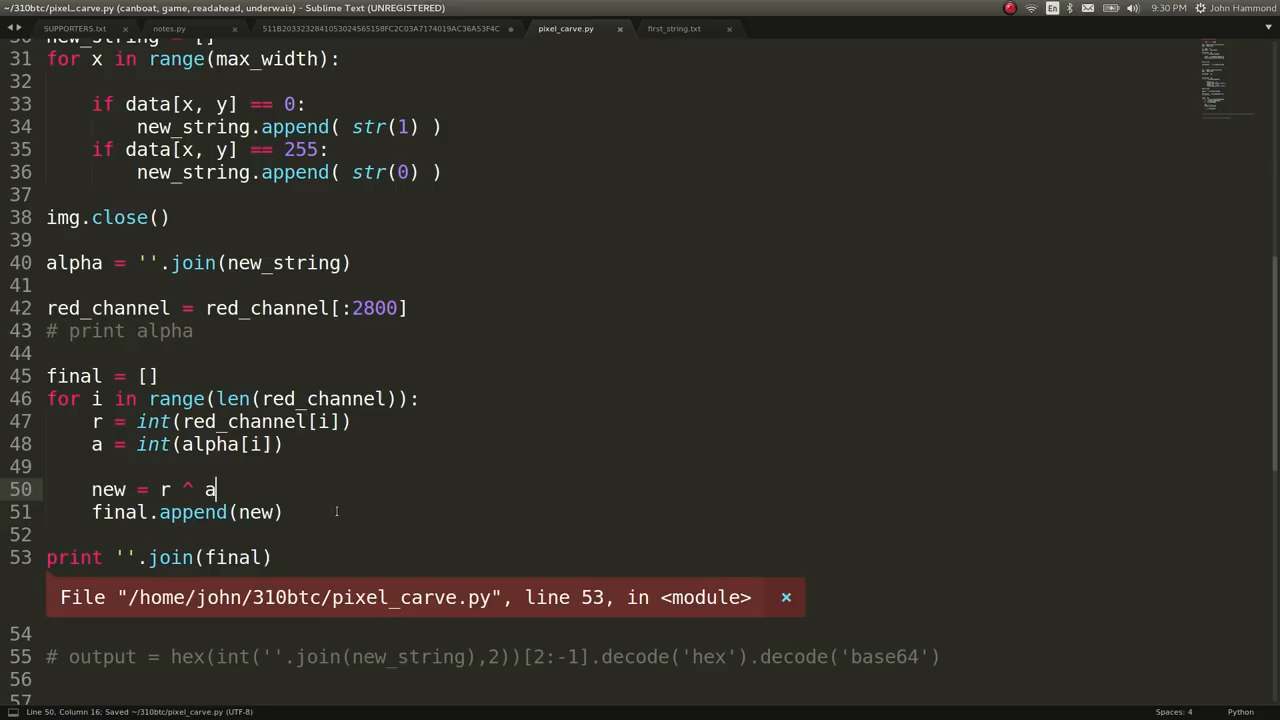 ~/310btc/pixel_carve.py (canboat, game, readahead, underwais) - Sublime Text (UNREGISTERED)
En
9:30 PM
John Hammond
SUPPORTERS.txt ×
notes.py ×
511B2033232841053024565158FC2C03A7174019AC36A53F4C
pixel_carve.py ×
first_string.txt ×
30 new_string = []
31 for x in range(max_width):
32
33 if data[x, y] == 0:
34 new_string.append( str(1) )
35 if data[x, y] == 255:
36 new_string.append( str(0) )
37
38 img.close()
39
40 alpha = ''.join(new_string)
41
42 red_channel = red_channel[:2800]
43 # print alpha
44
45 final = []
46 for i in range(len(red_channel)):
47 r = int(red_channel[i])
48 a = int(alpha[i])
49
50 new = r ^ a
51 final.append(new)
52
53 print ''.join(final)
File "/home/john/310btc/pixel_carve.py", line 53, in <module> ×
54
55 # output = hex(int(''.join(new_string),2))[2:-1].decode('hex').decode('base64')
56
57
Line 50, Column 16; Saved ~/310btc/pixel_carve.py (UTF-8)
Spaces: 4
Python